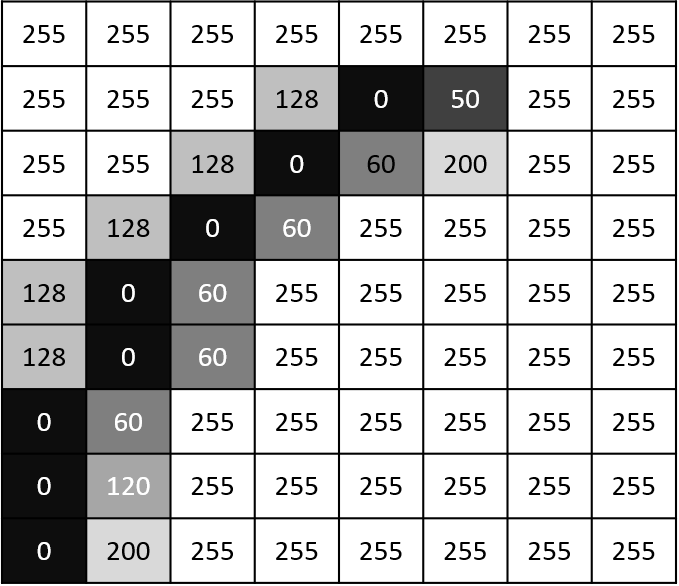 255 255 255 255 255 255 255 255
255 255 255 128 0 50 255 255
255 255 128 0 60 200 255 255
255 128 0 60 255 255 255 255
128 0 60 255 255 255 255 255
128 0 60 255 255 255 255 255
0 60 255 255 255 255 255 255
0 120 255 255 255 255 255 255
0 200 255 255 255 255 255 255